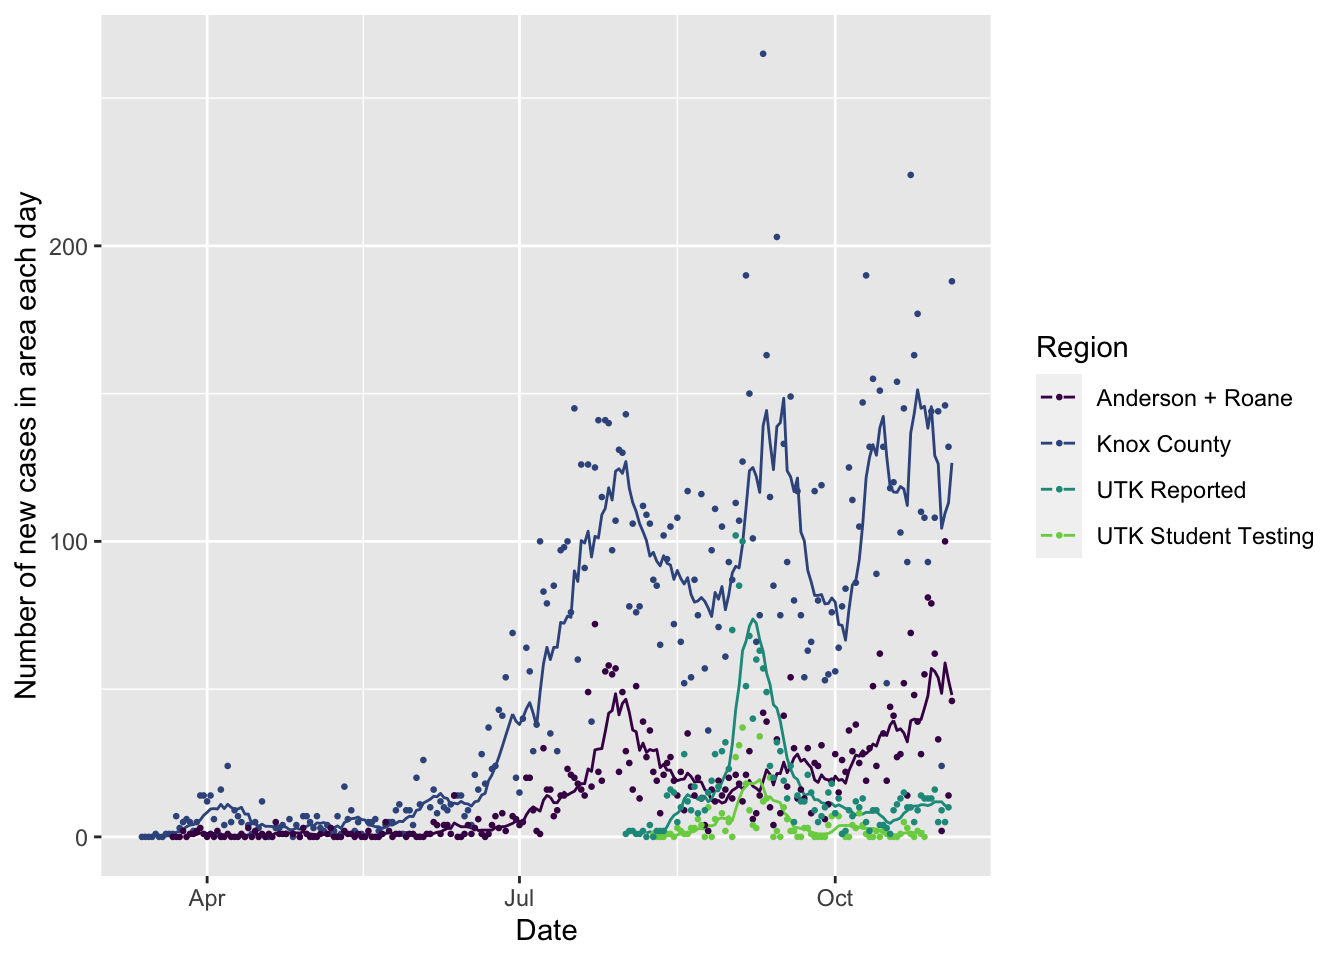 Number of new cases in area each day
200
100
0
Apr
Jul
Oct
Date
Region
Anderson + Roane
Knox County
UTK Reported
UTK Student Testing